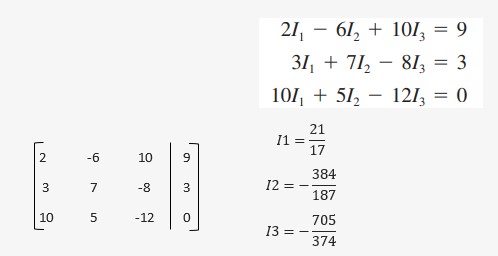 2I₁ − 6I₂ + 10I₃ = 9
3I₁ + 7I₂ − 8I₃ = 3
10I₁ + 5I₂ − 12I₃ = 0
2 -6 10 9
3 7 -8 3
10 5 -12 0
I1 = 21/17
I2 = − 384/187
I3 = − 705/374